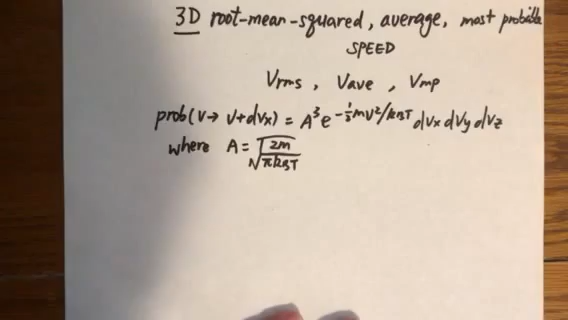 3D root-mean-squared, average, most probable
SPEED
Vrms , Vave , Vmp
prob(v→ v+dvx) = A³e^-½mv²/kBT dvx dvy dvz
where A = √2m/πkBT